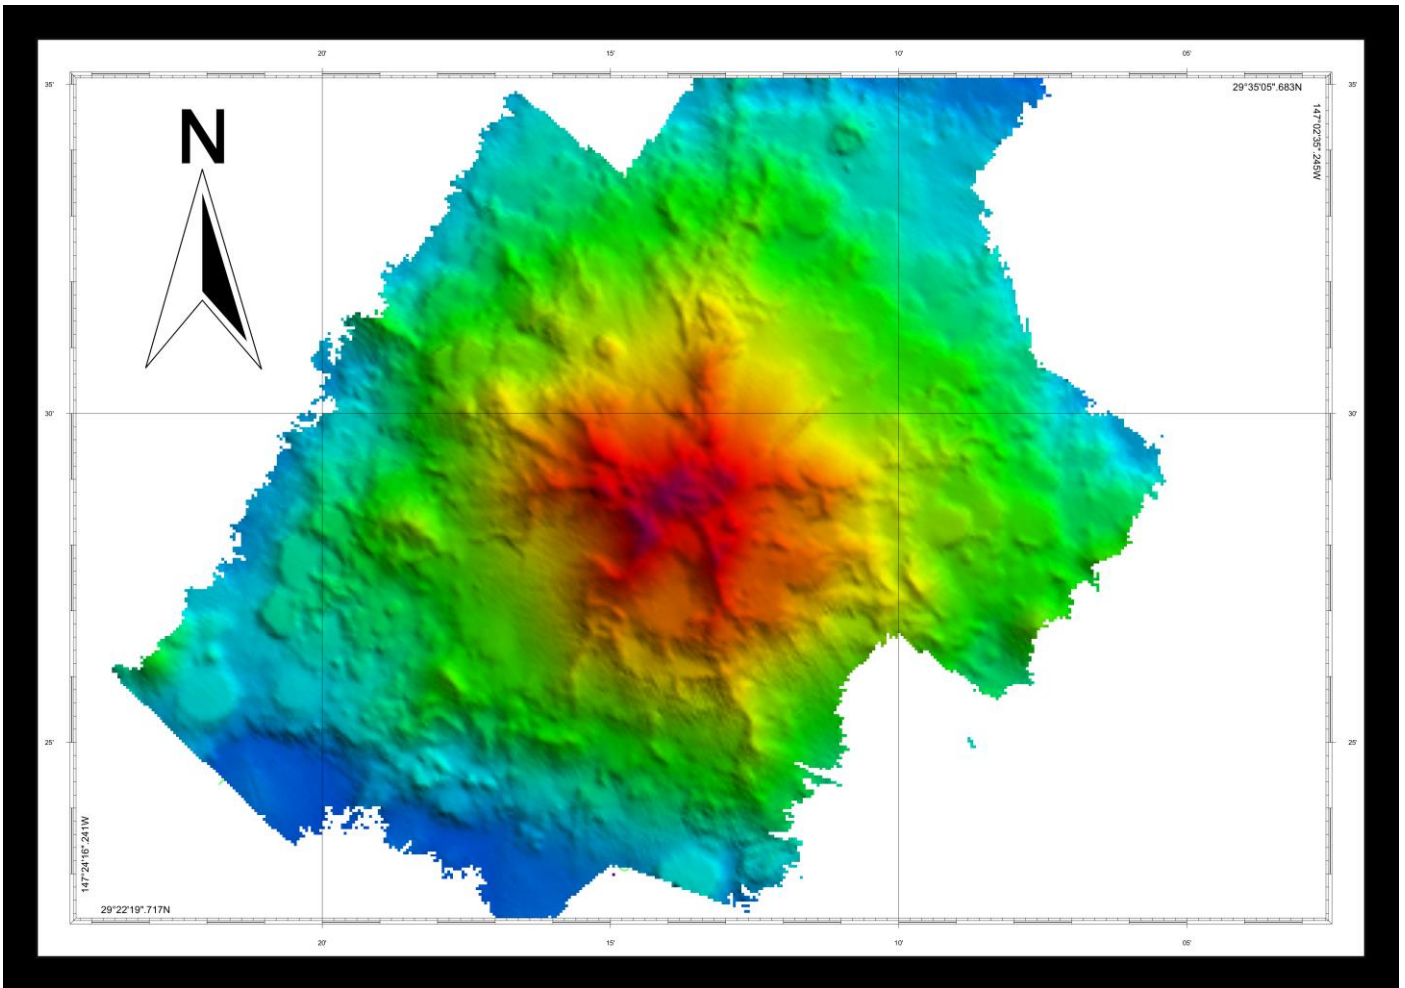 20' 15' 10' 05'
35' 35'
29°35'05".683N
147°02'35".245W
N
30' 30'
25' 25'
147°24'16".241W
29°22'19".717N
20' 15' 10' 05'